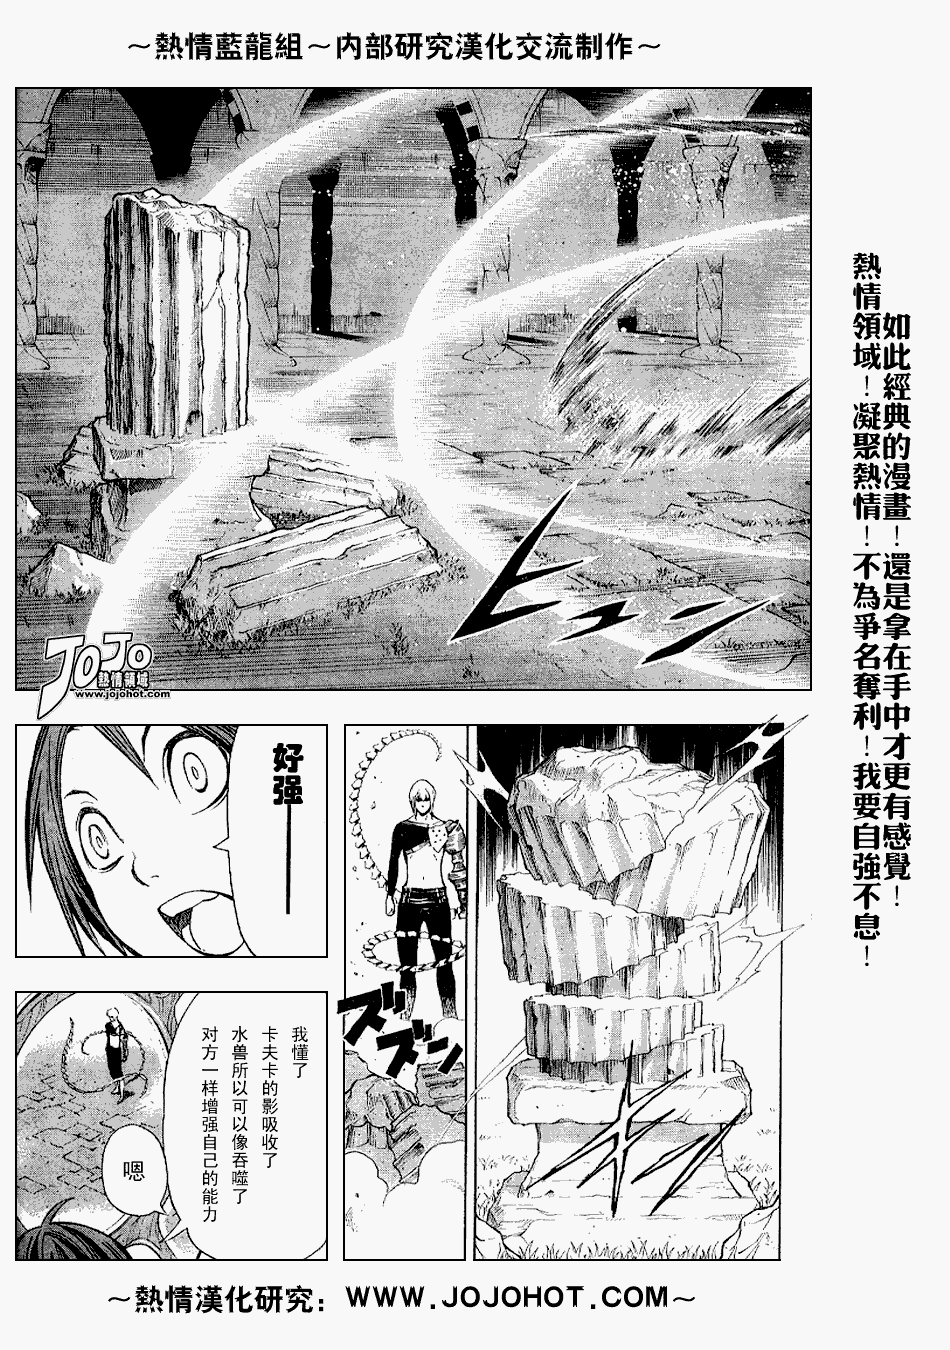 ～熱情藍龍組～内部研究漢化交流制作～
如此經典的漫畫！還是拿在手中才更有感覺！
熱情領域！凝聚熱情！不為爭名奪利！我要自強不息！
ヒュン
JOJO
熱情領域
www.jojohot.com
ズズン
好强——
我懂了
卡夫卡的影吸收了
水兽所以可以像吞噬了
对方一样增强自己的能力
嗯
～熱情漢化研究：WWW.JOJOHOT.COM～